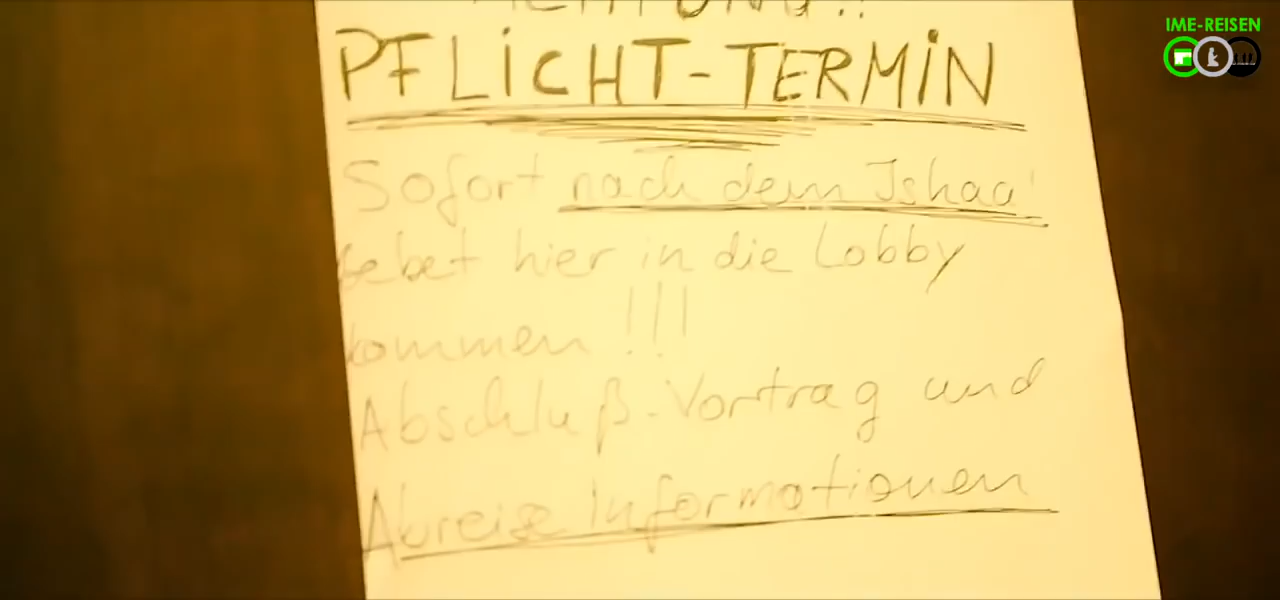 ACHTUNG!!
PFLICHT-TERMIN
Sofort nach dem Ishaa'
Gebet hier in die Lobby
kommen !!!
Abschluß-Vortrag und
Abreise Informationen
IME-REISEN